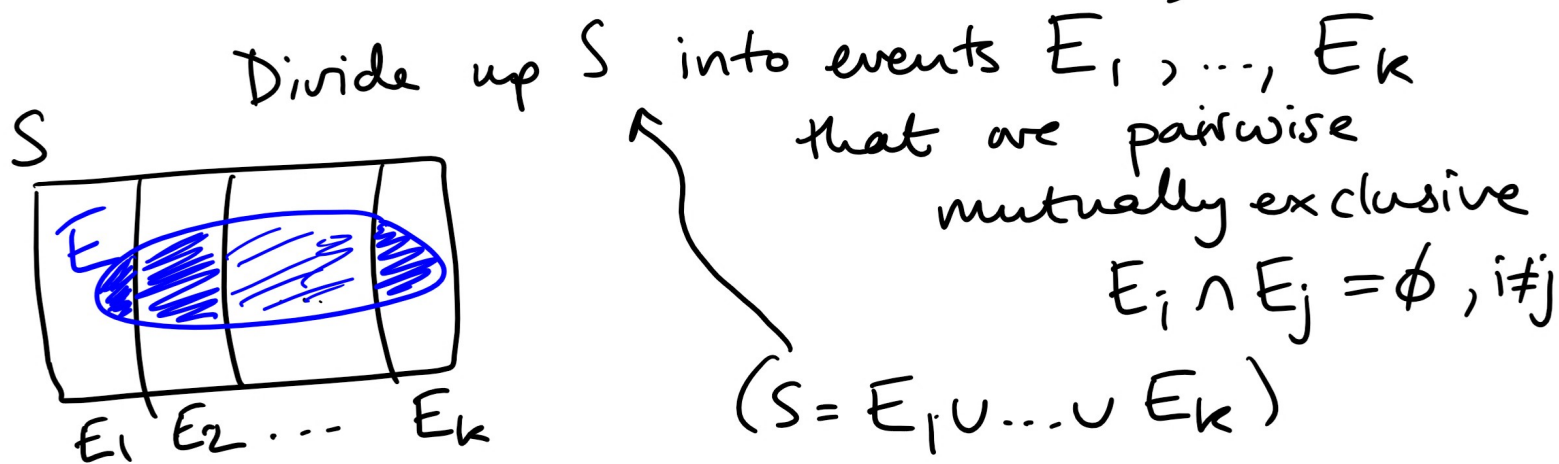 Divide up S into events E₁, ..., Eₖ
that are pairwise
mutually exclusive
Eᵢ ∩ Eⱼ = ϕ, i≠j
(S = E₁ ∪ ... ∪ Eₖ)
S
E
E₁ E₂ .... Eₖ